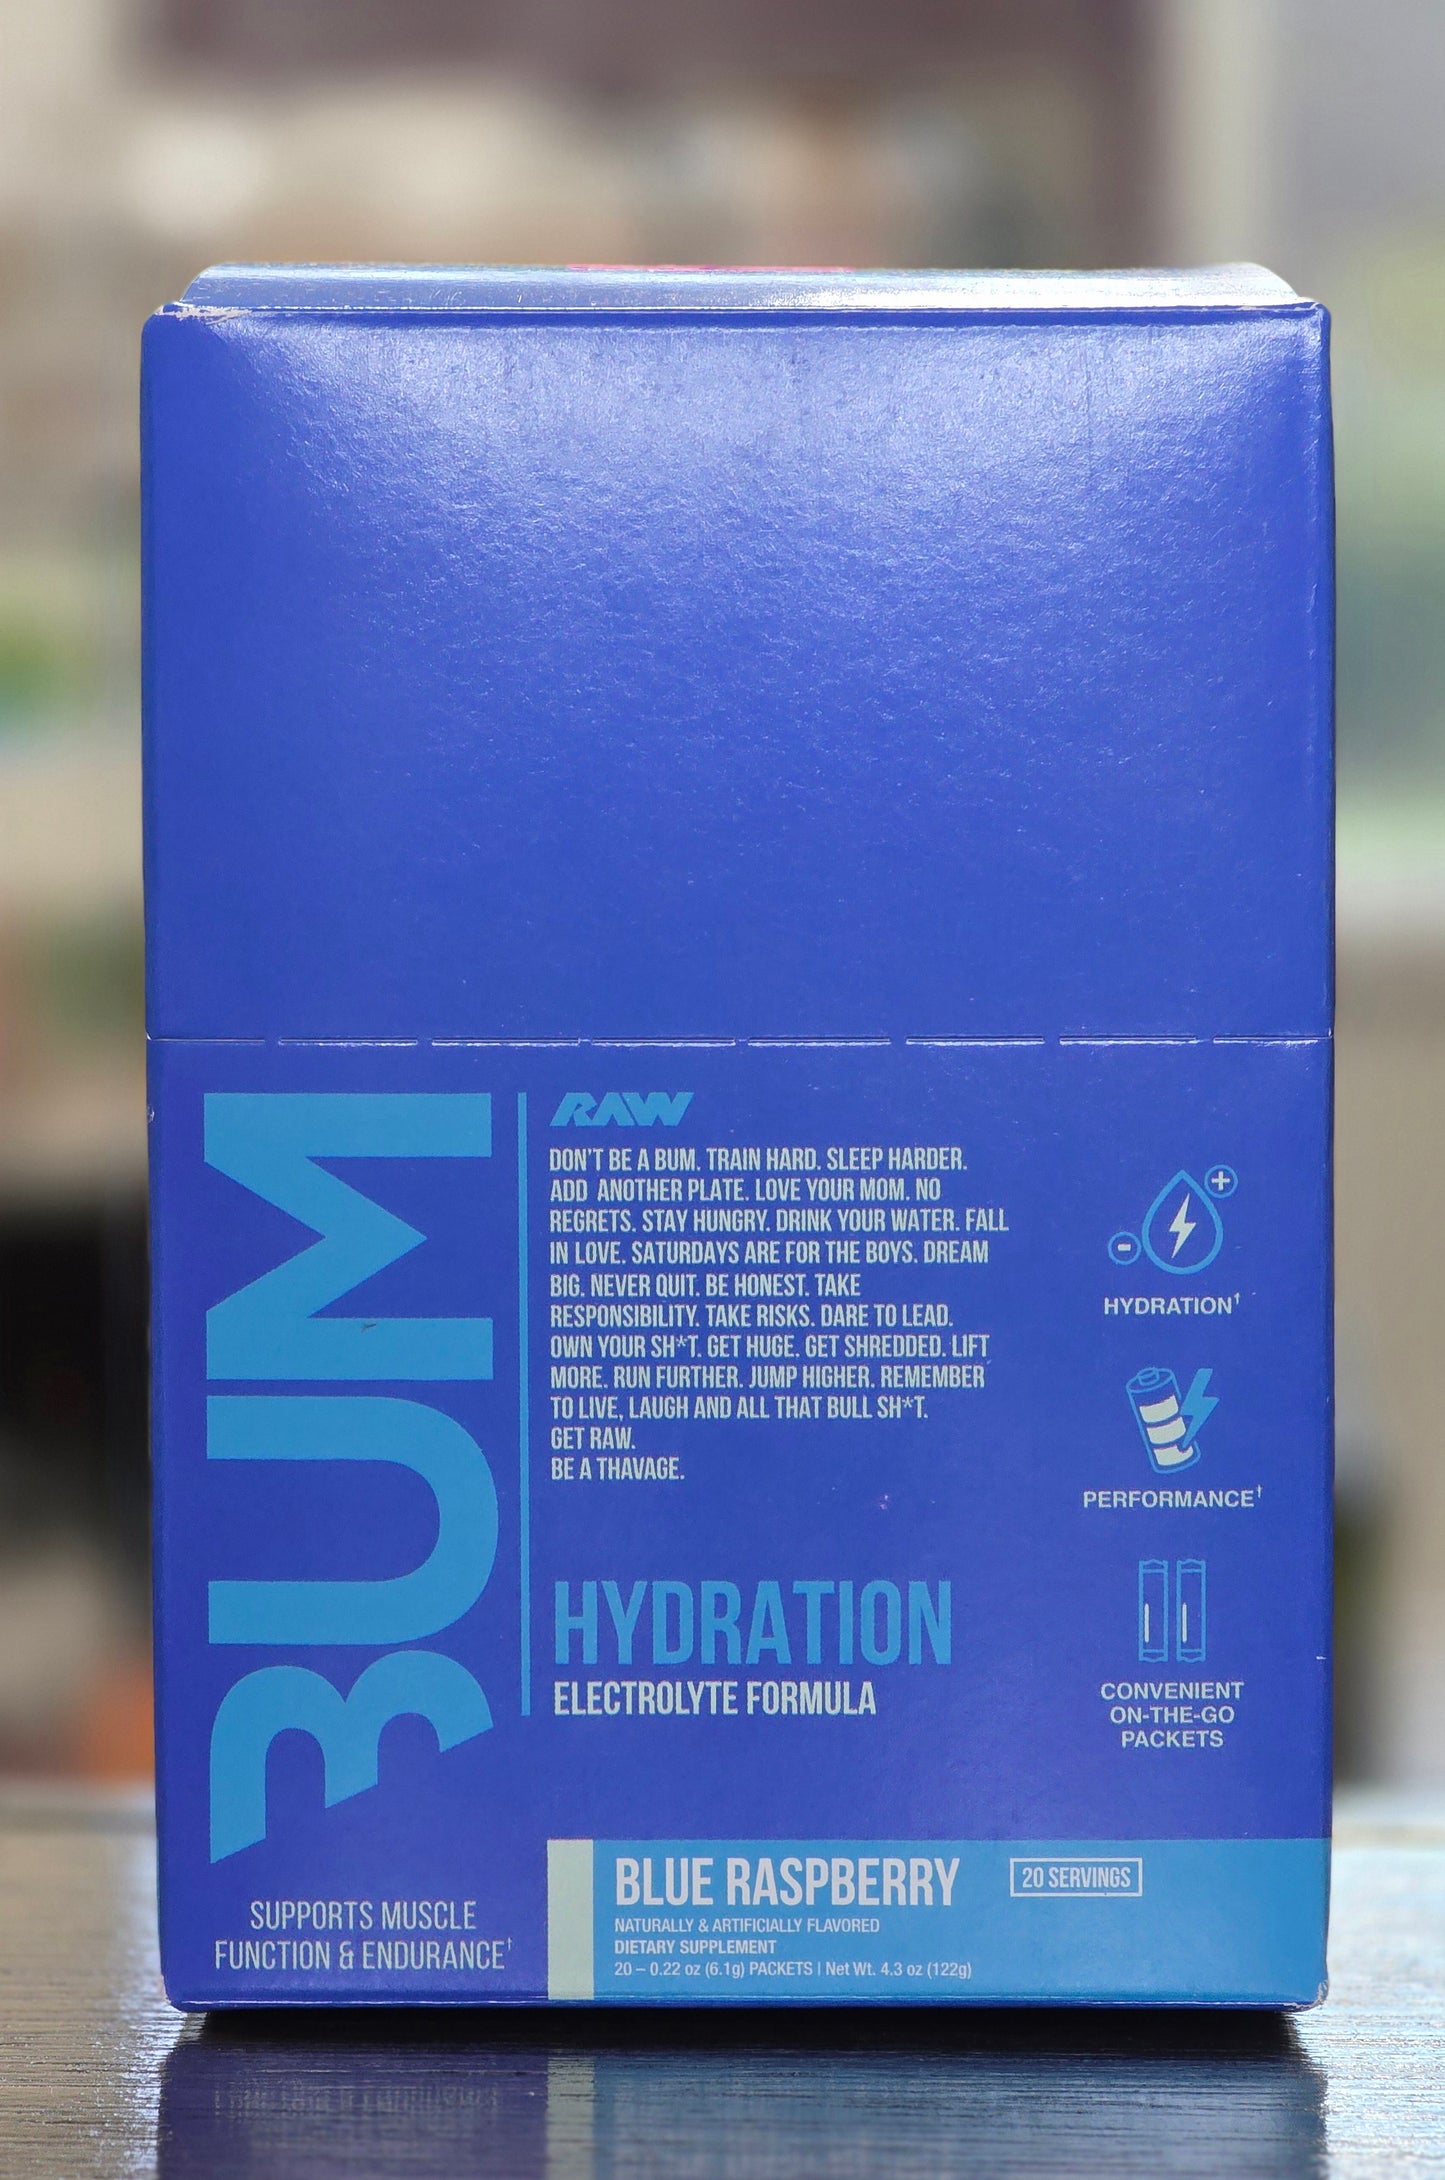 BUM
RAW
DON'T BE A BUM. TRAIN HARD. SLEEP HARDER.
ADD ANOTHER PLATE. LOVE YOUR MOM. NO
REGRETS. STAY HUNGRY. DRINK YOUR WATER. FALL
IN LOVE. SATURDAYS ARE FOR THE BOYS. DREAM
BIG. NEVER QUIT. BE HONEST. TAKE
RESPONSIBILITY. TAKE RISKS. DARE TO LEAD.
OWN YOUR SH*T. GET HUGE. GET SHREDDED. LIFT
MORE. RUN FURTHER. JUMP HIGHER. REMEMBER
TO LIVE, LAUGH AND ALL THAT BULL SH*T.
GET RAW.
BE A THAVAGE.
HYDRATION
ELECTROLYTE FORMULA
HYDRATION†
PERFORMANCE†
CONVENIENT
ON-THE-GO
PACKETS
SUPPORTS MUSCLE
FUNCTION & ENDURANCE†
BLUE RASPBERRY
20 SERVINGS
NATURALLY & ARTIFICIALLY FLAVORED
DIETARY SUPPLEMENT
20 – 0.22 oz (6.1g) PACKETS | Net Wt. 4.3 oz (122g)